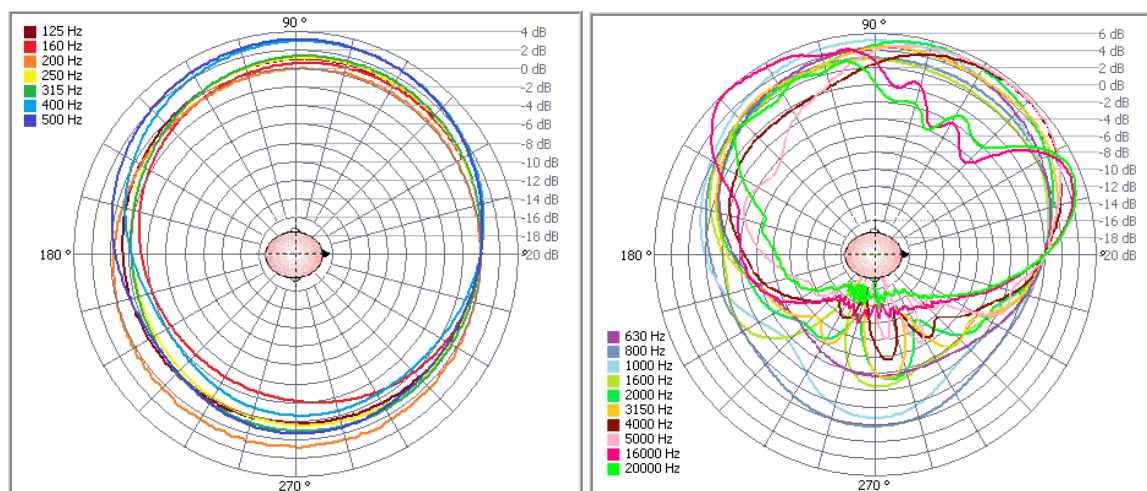 90 °
125 Hz
160 Hz
200 Hz
250 Hz
315 Hz
400 Hz
500 Hz
4 dB
2 dB
0 dB
-2 dB
-4 dB
-6 dB
-8 dB
-10 dB
-12 dB
-14 dB
-16 dB
-18 dB
-20 dB
180 °
°
270 °
90 °
6 dB
4 dB
2 dB
0 dB
-2 dB
-4 dB
-6 dB
-8 dB
-10 dB
-12 dB
-14 dB
-16 dB
-18 dB
-20 dB
180 °
°
630 Hz
800 Hz
1000 Hz
1600 Hz
2000 Hz
3150 Hz
4000 Hz
5000 Hz
16000 Hz
20000 Hz
270 °